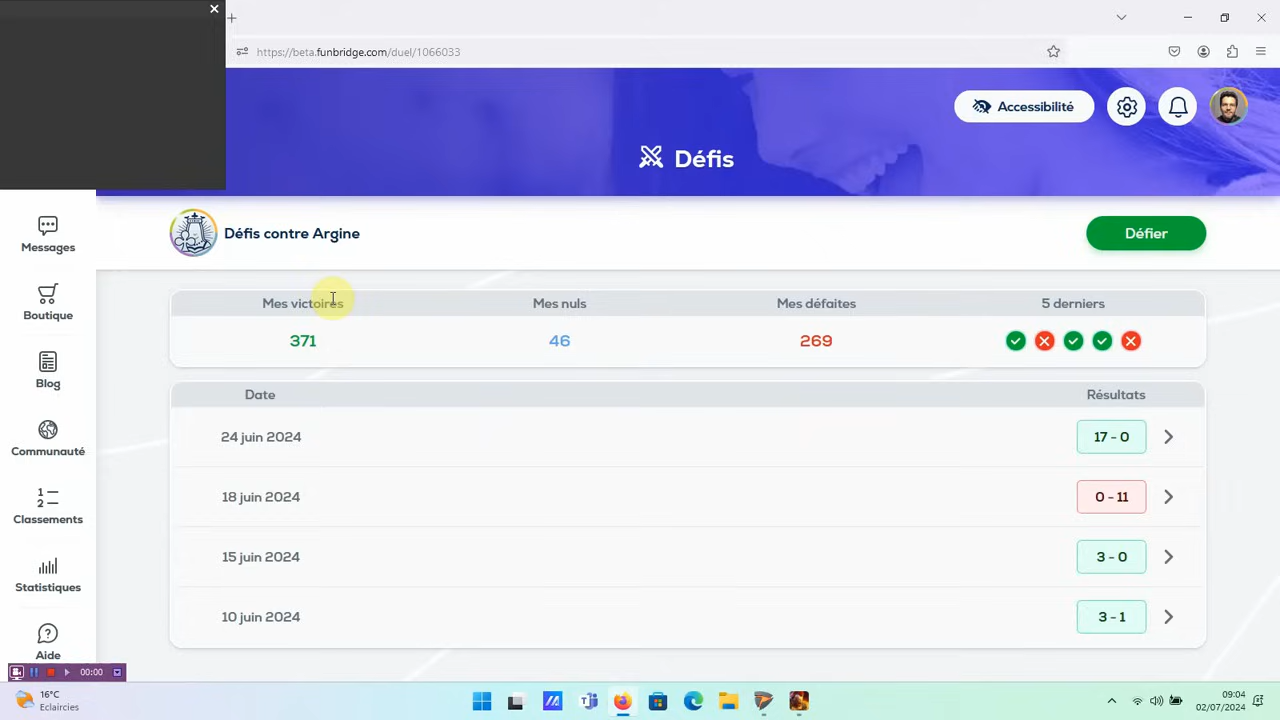 https://beta.funbridge.com/duel/1066033
Accessibilité
Défis
Messages
Boutique
Blog
Communauté
1
2
Classements
Statistiques
Aide
Défis contre Argine
Défier
Mes victoires Mes nuls Mes défaites 5 derniers
371 46 269
Date Résultats
24 juin 2024 17 - 0
18 juin 2024 0 - 11
15 juin 2024 3 - 0
10 juin 2024 3 - 1
00:00
16°C
Eclaircies
09:04
02/07/2024